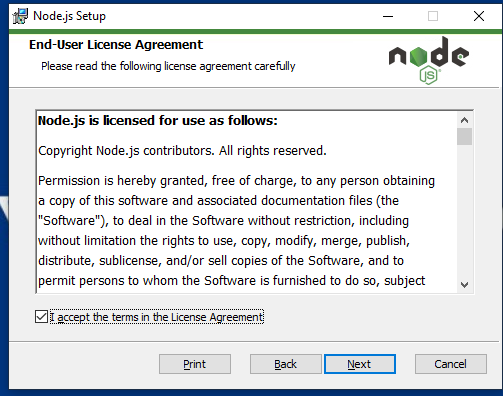 Node.js Setup
End-User License Agreement
Please read the following license agreement carefully
node
JS
Node.js is licensed for use as follows:
Copyright Node.js contributors. All rights reserved.
Permission is hereby granted, free of charge, to any person obtaining
a copy of this software and associated documentation files (the
"Software"), to deal in the Software without restriction, including
without limitation the rights to use, copy, modify, merge, publish,
distribute, sublicense, and/or sell copies of the Software, and to
permit persons to whom the Software is furnished to do so, subject
I accept the terms in the License Agreement
Print
Back
Next
Cancel